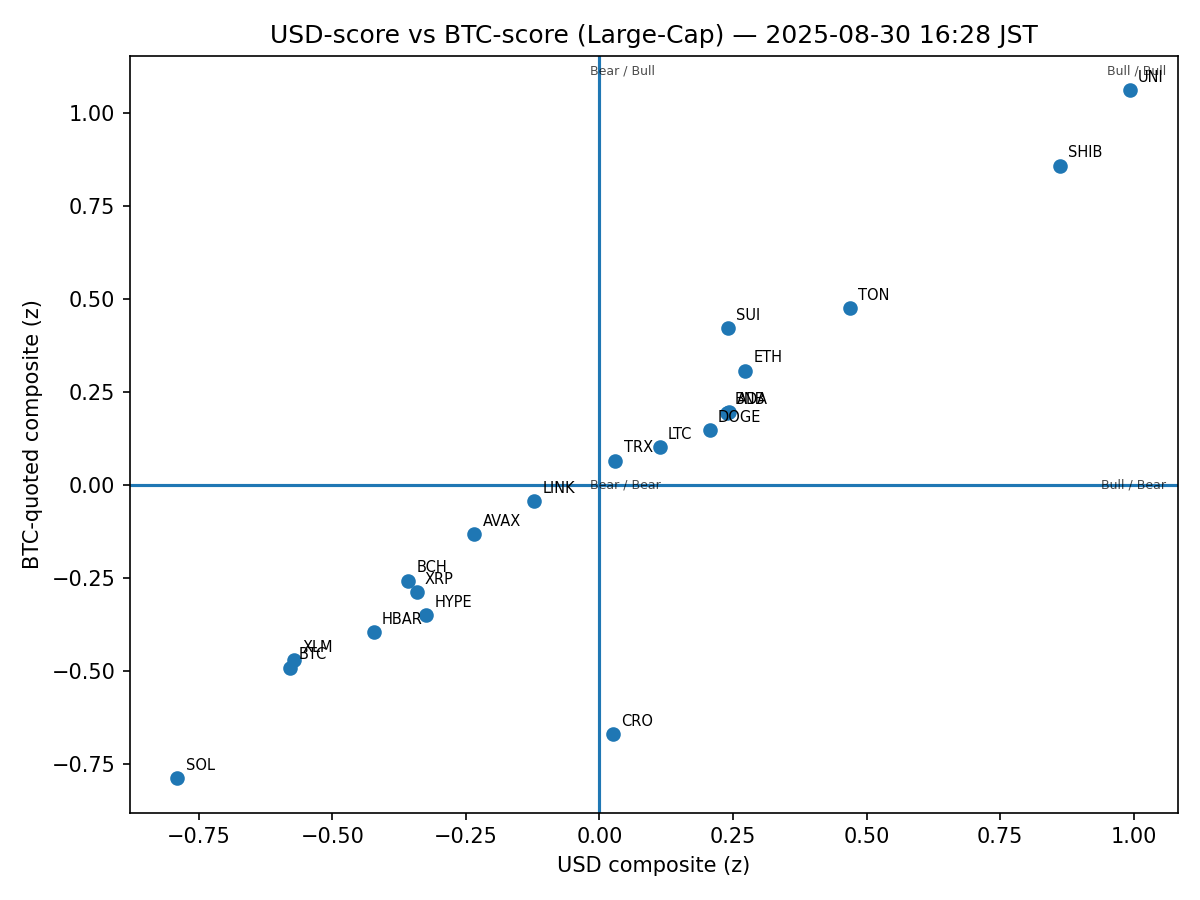 USD-score vs BTC-score (Large-Cap) — 2025-08-30 16:28 JST
Bear / Bull
Bull / Bull
UNI
1.00
SHIB
0.75
TON
0.50
SUI
ETH
0.25
BNB
ADA
DOGE
LTC
TRX
0.00
LINK
Bear / Bear
Bull / Bear
AVAX
BCH
−0.25
XRP
HYPE
HBAR
XLM
BTC
−0.50
CRO
−0.75
SOL
BTC-quoted composite (z)
−0.75
−0.50
−0.25
0.00
0.25
0.50
0.75
1.00
USD composite (z)